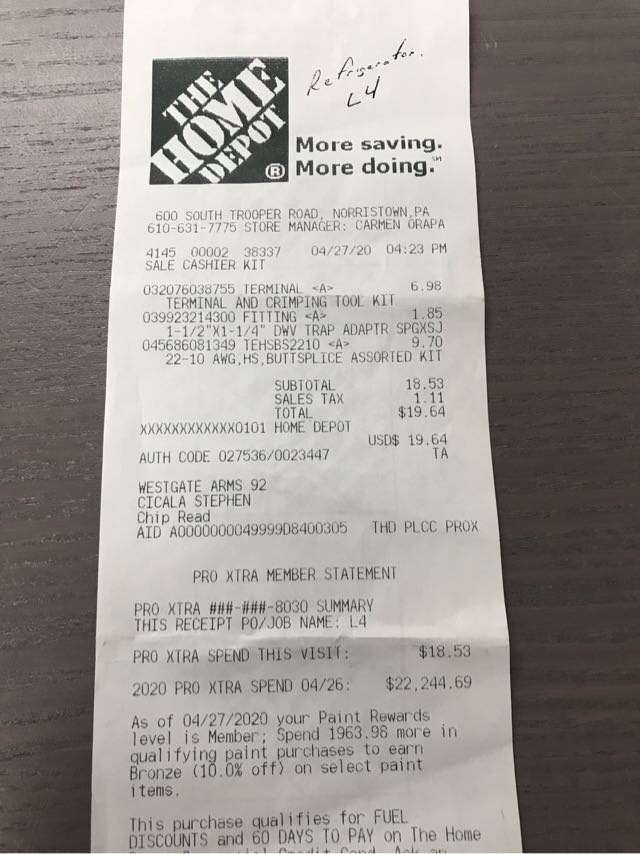 Refrigerator.
L4
THE
HOME
DEPOT
®
More saving.
More doing.℠
600 SOUTH TROOPER ROAD, NORRISTOWN,PA
610-631-7775 STORE MANAGER: CARMEN ORAPA
4145 00002 38337 04/27/20 04:23 PM
SALE CASHIER KIT
032076038755 TERMINAL <A> 6.98
TERMINAL AND CRIMPING TOOL KIT
039923214300 FITTING <A> 1.85
1-1/2"X1-1/4" DWV TRAP ADAPTR SPGXSJ
045686081349 TEHSBS2210 <A> 9.70
22-10 AWG,HS,BUTTSPLICE ASSORTED KIT
SUBTOTAL 18.53
SALES TAX 1.11
TOTAL $19.64
XXXXXXXXXXXX0101 HOME DEPOT
USD$ 19.64
AUTH CODE 027536/0023447 TA
WESTGATE ARMS 92
CICALA STEPHEN
Chip Read
AID A0000000049999D8400305 THD PLCC PROX
PRO XTRA MEMBER STATEMENT
PRO XTRA ###-###-8030 SUMMARY
THIS RECEIPT PO/JOB NAME: L4
PRO XTRA SPEND THIS VISIT: $18.53
2020 PRO XTRA SPEND 04/26: $22,244.69
As of 04/27/2020 your Paint Rewards
level is Member; Spend 1963.98 more in
qualifying paint purchases to earn
Bronze (10.0% off) on select paint
items.
This purchase qualifies for FUEL
DISCOUNTS and 60 DAYS TO PAY on The Home